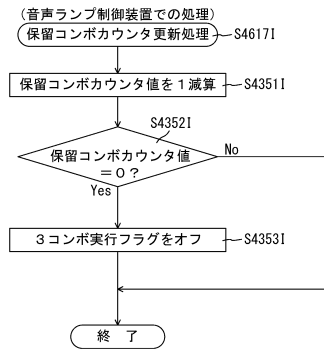 （音声ランプ制御装置での処理）
保留コンボカウンタ更新処理 S4617I
保留コンボカウンタ値を１減算 S4351I
S4352I
保留コンボカウンタ値
＝０？
No
Yes
３コンボ実行フラグをオフ S4353I
終　了